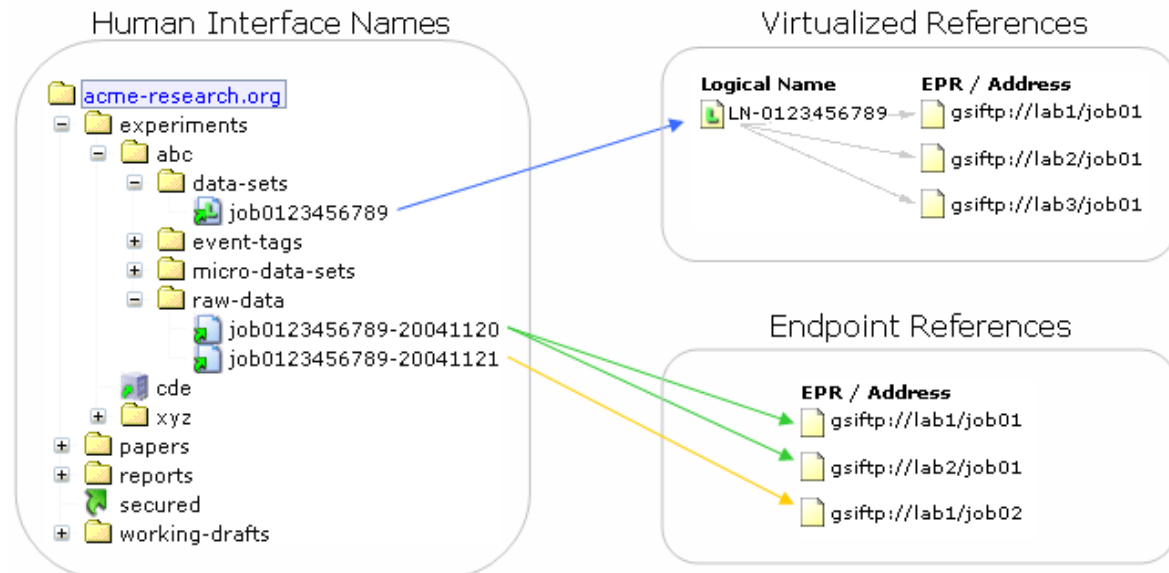 Human Interface Names
acme-research.org
experiments
abc
data-sets
job0123456789
event-tags
micro-data-sets
raw-data
job0123456789-20041120
job0123456789-20041121
cde
xyz
papers
reports
secured
working-drafts
Virtualized References
Logical Name EPR / Address
LN-0123456789 gsiftp://lab1/job01
gsiftp://lab2/job01
gsiftp://lab3/job01
Endpoint References
EPR / Address
gsiftp://lab1/job01
gsiftp://lab2/job01
gsiftp://lab1/job02